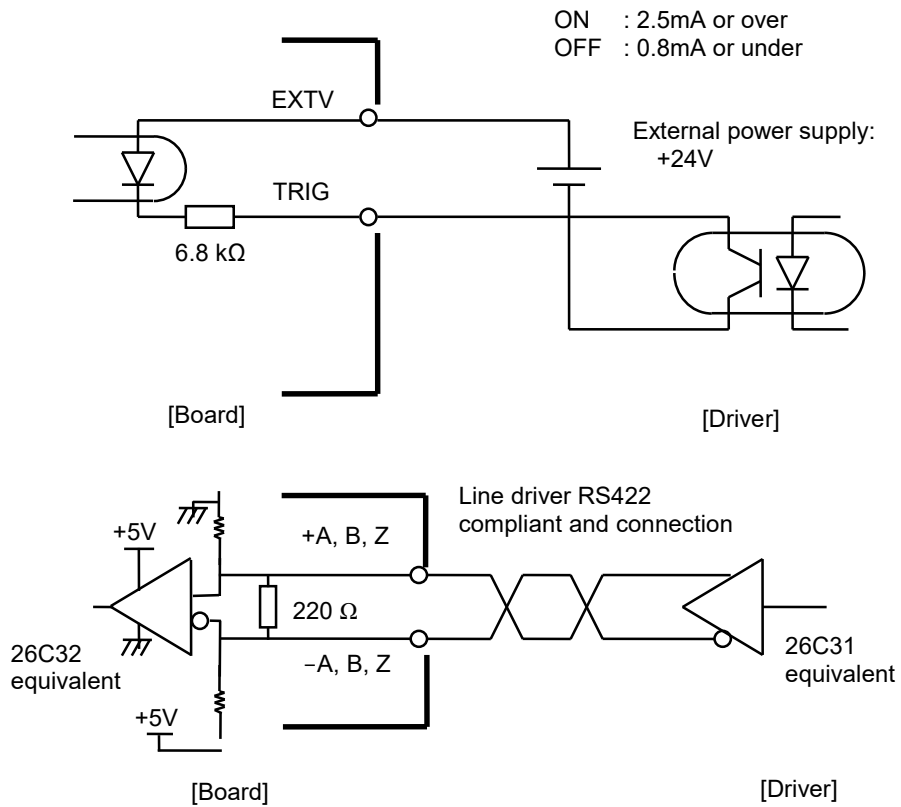 ON : 2.5mA or over
OFF : 0.8mA or under
EXTV
External power supply:
+24V
TRIG
6.8 kΩ
[Board]
[Driver]
Line driver RS422
compliant and connection
+A, B, Z
+5V
220 Ω
26C32
equivalent
−A, B, Z
26C31
equivalent
+5V
[Board]
[Driver]